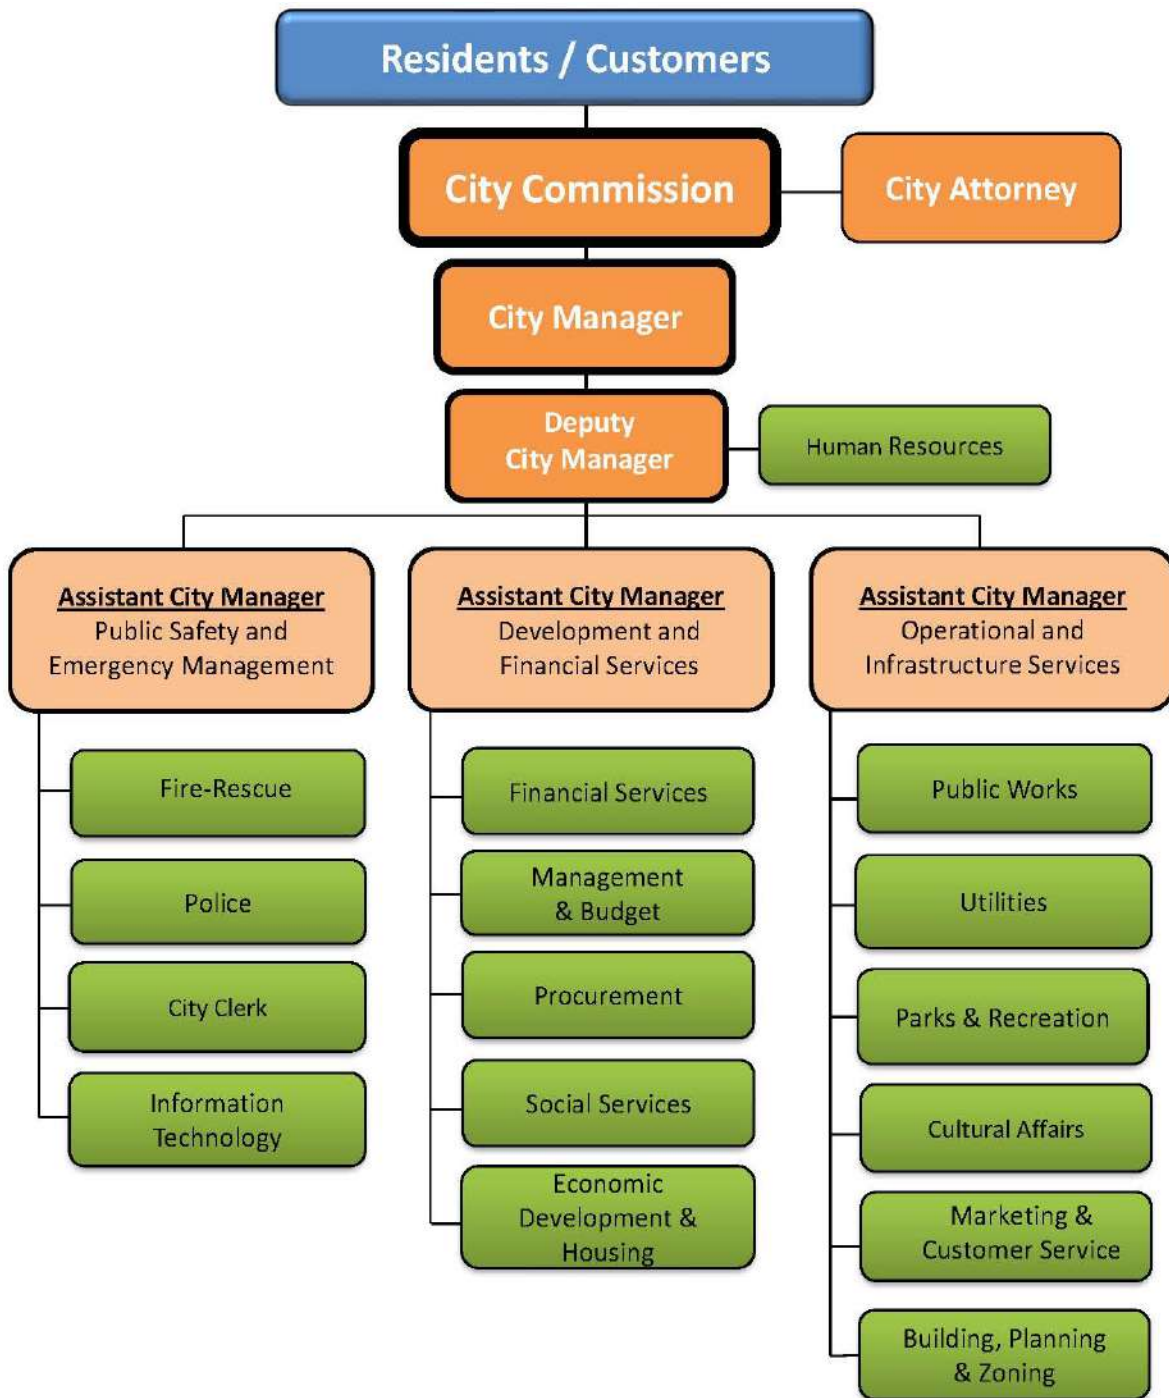 Residents / Customers
City Commission
City Attorney
City Manager
Deputy
City Manager
Human Resources
Assistant City Manager
Public Safety and
Emergency Management
Fire-Rescue
Police
City Clerk
Information
Technology
Assistant City Manager
Development and
Financial Services
Financial Services
Management
& Budget
Procurement
Social Services
Economic
Development &
Housing
Assistant City Manager
Operational and
Infrastructure Services
Public Works
Utilities
Parks & Recreation
Cultural Affairs
Marketing &
Customer Service
Building, Planning
& Zoning